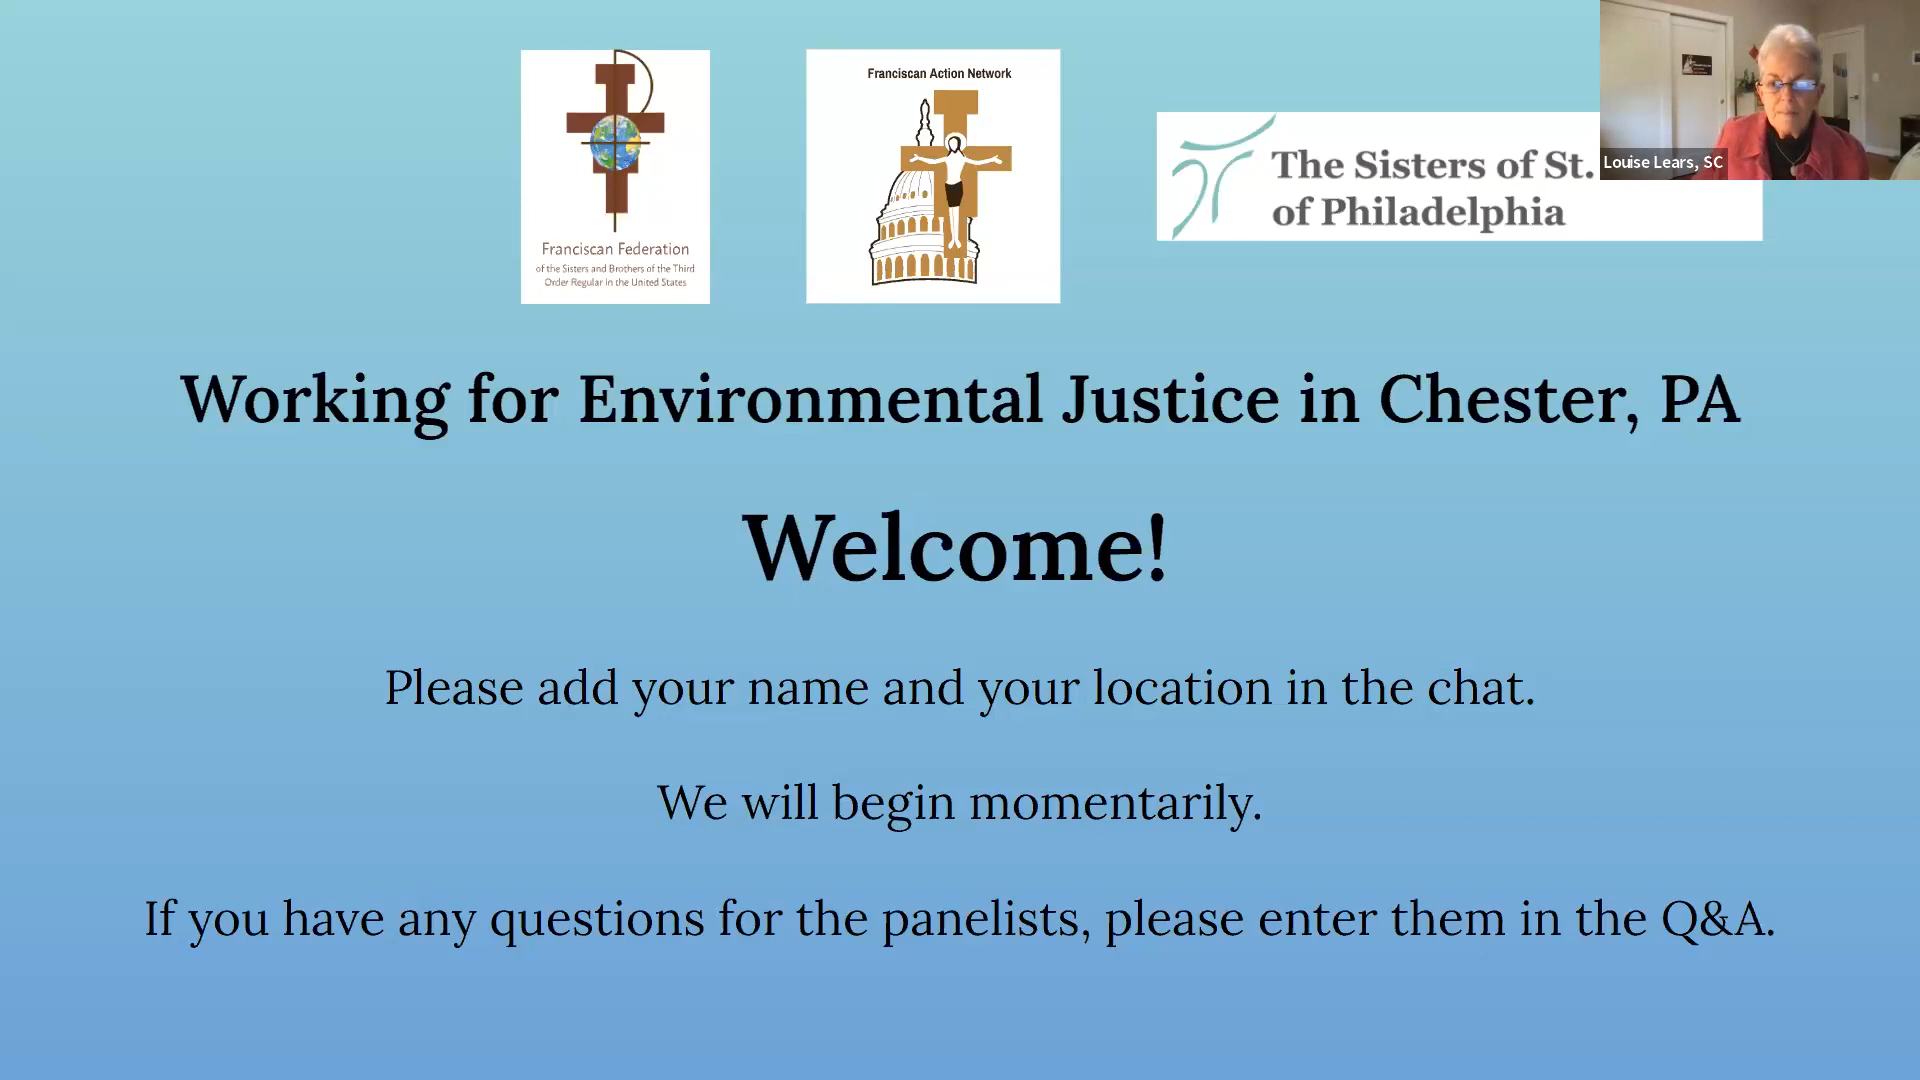 Franciscan Federation
of the Sisters and Brothers of the Third
Order Regular in the United States
Franciscan Action Network
The Sisters of St.
of Philadelphia
Louise Lears, SC
Working for Environmental Justice in Chester, PA
Welcome!
Please add your name and your location in the chat.
We will begin momentarily.
If you have any questions for the panelists, please enter them in the Q&A.